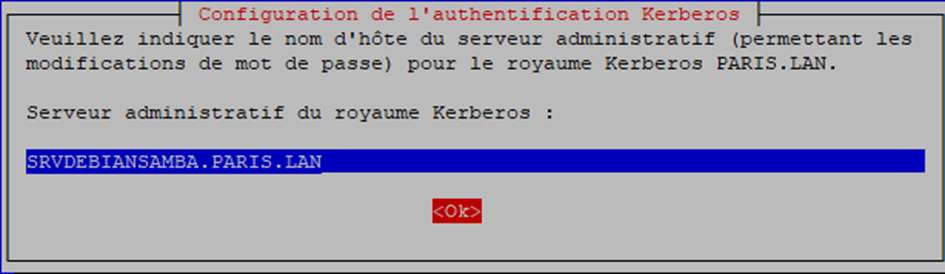 Configuration de l'authentification Kerberos
Veuillez indiquer le nom d'hôte du serveur administratif (permettant les
modifications de mot de passe) pour le royaume Kerberos PARIS.LAN.
Serveur administratif du royaume Kerberos :
SRVDEBIANSAMBA.PARIS.LAN
<Ok>